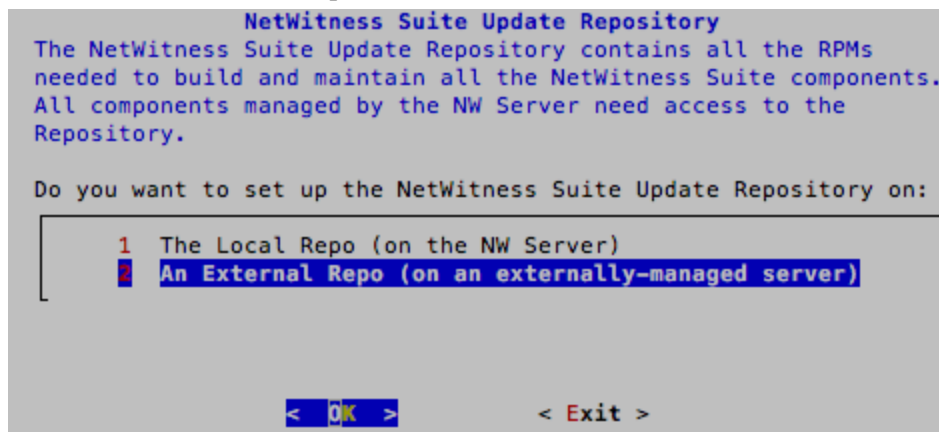 NetWitness Suite Update Repository
The NetWitness Suite Update Repository contains all the RPMs
needed to build and maintain all the NetWitness Suite components.
All components managed by the NW Server need access to the
Repository.
Do you want to set up the NetWitness Suite Update Repository on:
1 The Local Repo (on the NW Server)
2 An External Repo (on an externally-managed server)
< OK > < Exit >